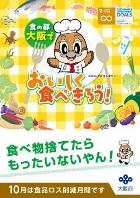 食の都
大阪で
おいしく
食べきろう!
食べ物捨てたら
もったいないやん!
10月は食品ロス削減月間です
大阪府